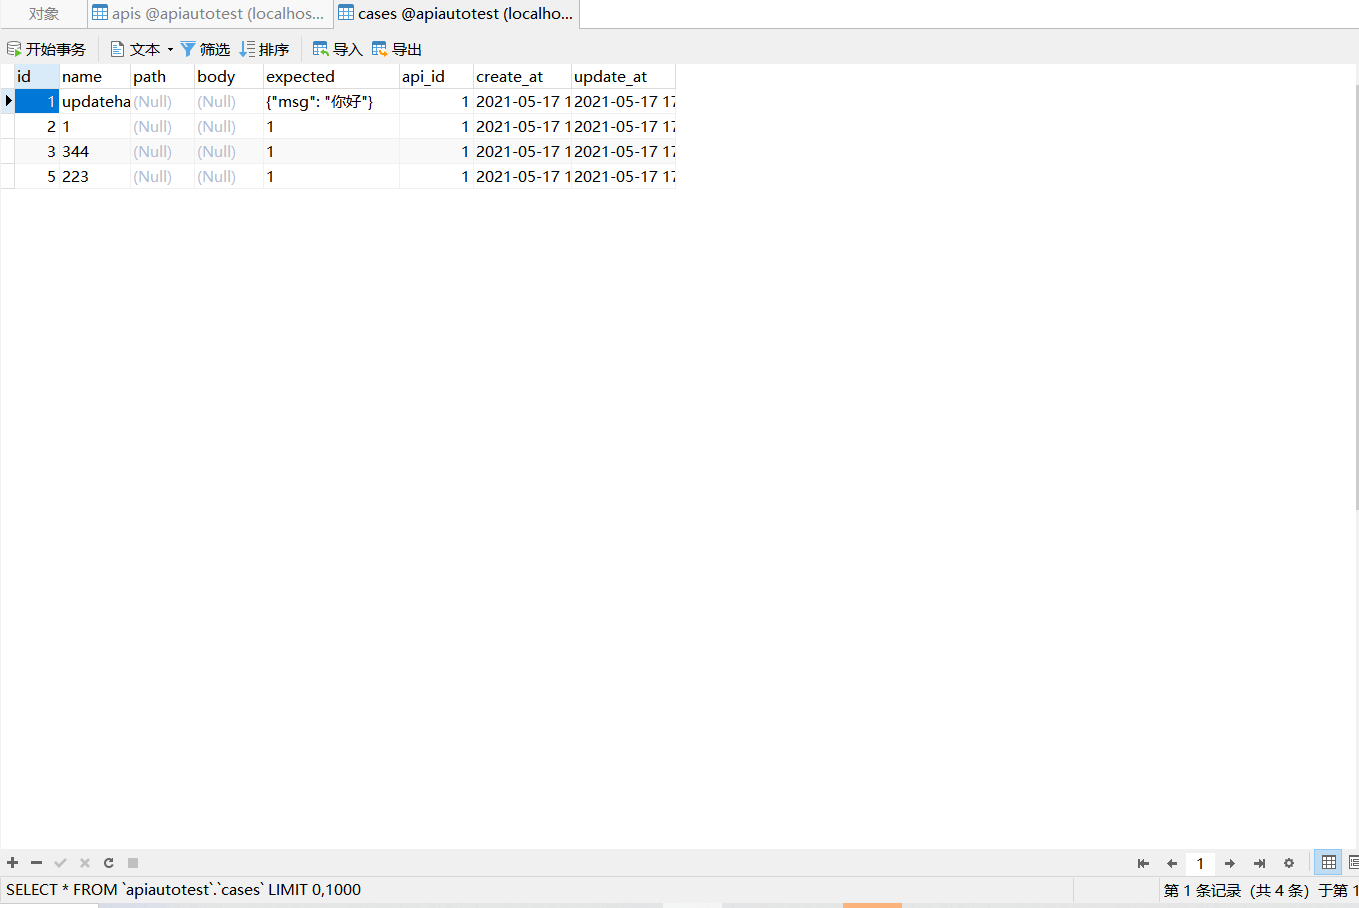 对象 apis @apiautotest (localhos... cases @apiautotest (localho...
开始事务 文本 筛选 排序 导入 导出
id name path body expected api_id create_at update_at
1 updateha (Null) (Null) {"msg": "你好"} 1 2021-05-17 1 2021-05-17 17
2 1 (Null) (Null) 1 1 2021-05-17 1 2021-05-17 17
3 344 (Null) (Null) 1 1 2021-05-17 1 2021-05-17 17
5 223 (Null) (Null) 1 1 2021-05-17 1 2021-05-17 17
1
SELECT * FROM `apiautotest`.`cases` LIMIT 0,1000 第 1 条记录 (共 4 条) 于第 1